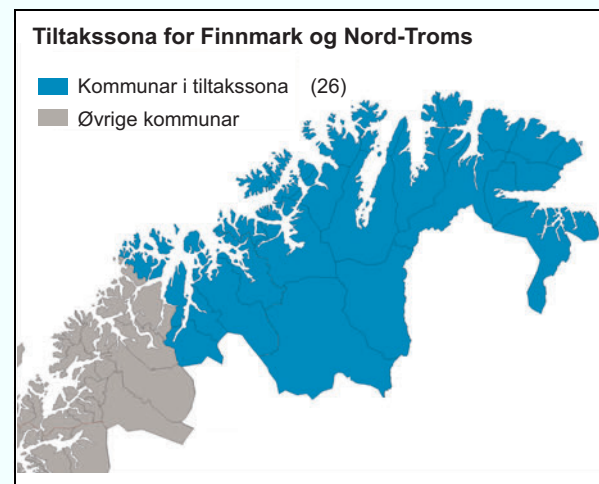 Tiltakssona for Finnmark og Nord-Troms
Kommunar i tiltakssona (26)
Øvrige kommunar